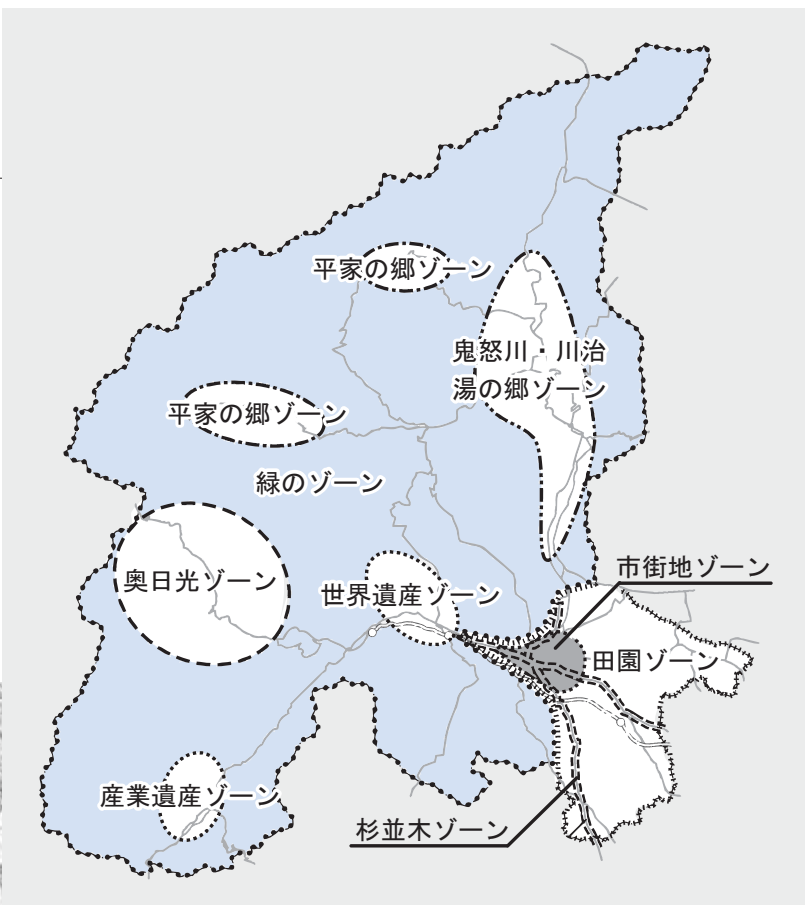 平家の郷ゾーン
鬼怒川・川治
湯の郷ゾーン
平家の郷ゾーン
緑のゾーン
奥日光ゾーン
世界遺産ゾーン
市街地ゾーン
田園ゾーン
産業遺産ゾーン
杉並木ゾーン